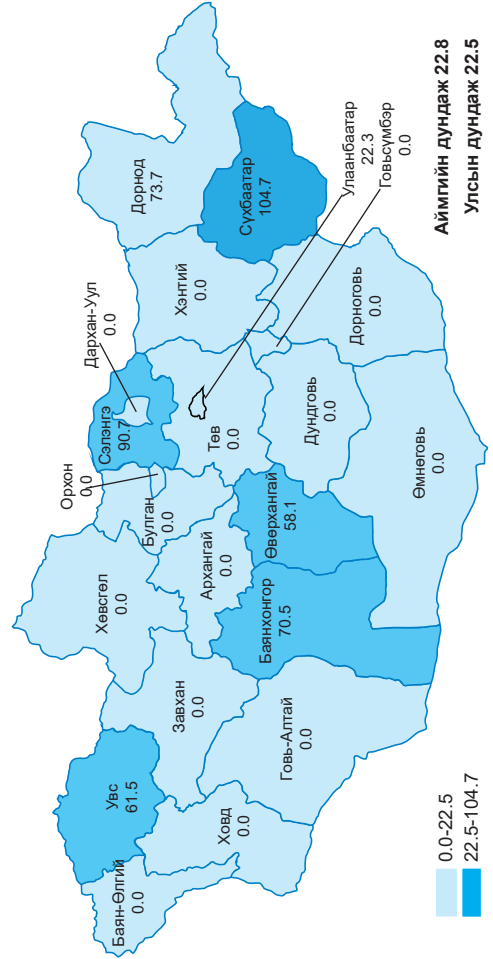 Увс
61.5
Баян-Өлгий
0.0
Ховд
0.0
Завхан
0.0
Говь-Алтай
0.0
Хөвсгөл
0.0
Архангай
0.0
Баянхонгор
70.5
Өвөрхангай
58.1
Орхон
0.0
Булган
0.0
Сэлэнгэ
90.7
Дархан-Уул
0.0
Төв
0.0
Дундговь
0.0
Өмнөговь
0.0
Хэнтий
0.0
Дорноговь
0.0
Дорнод
73.7
Сүхбаатар
104.7
Улаанбаатар
22.3
Говьсүмбэр
0.0
0.0-22.5
22.5-104.7
Аймгийн дундаж 22.8
Улсын дундаж 22.5